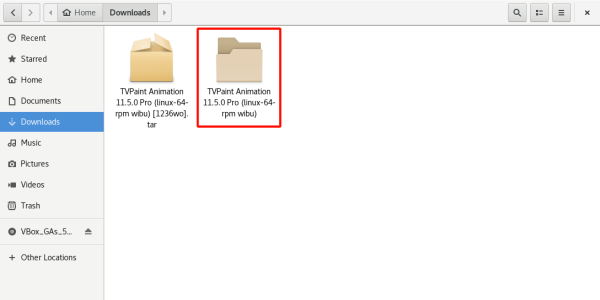 Home
Downloads
Recent
Starred
Home
Documents
Downloads
Music
Pictures
Videos
Trash
VBox_GAs_5...
Other Locations
TVPaint Animation
11.5.0 Pro (linux-64-
rpm wibu) [1236wo].
tar
TVPaint Animation
11.5.0 Pro (linux-64-
rpm wibu)